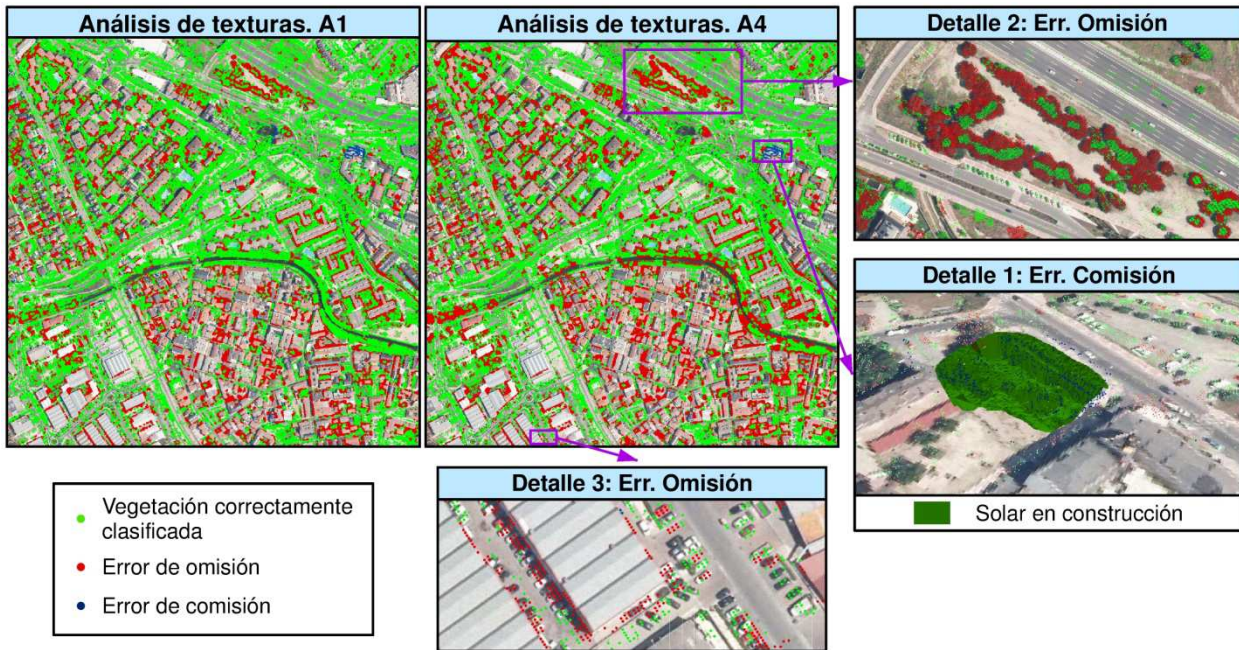 Análisis de texturas. A1
Análisis de texturas. A4
Detalle 2: Err. Omisión
Detalle 1: Err. Comisión
Solar en construcción
Detalle 3: Err. Omisión
Vegetación correctamente
clasificada
Error de omisión
Error de comisión